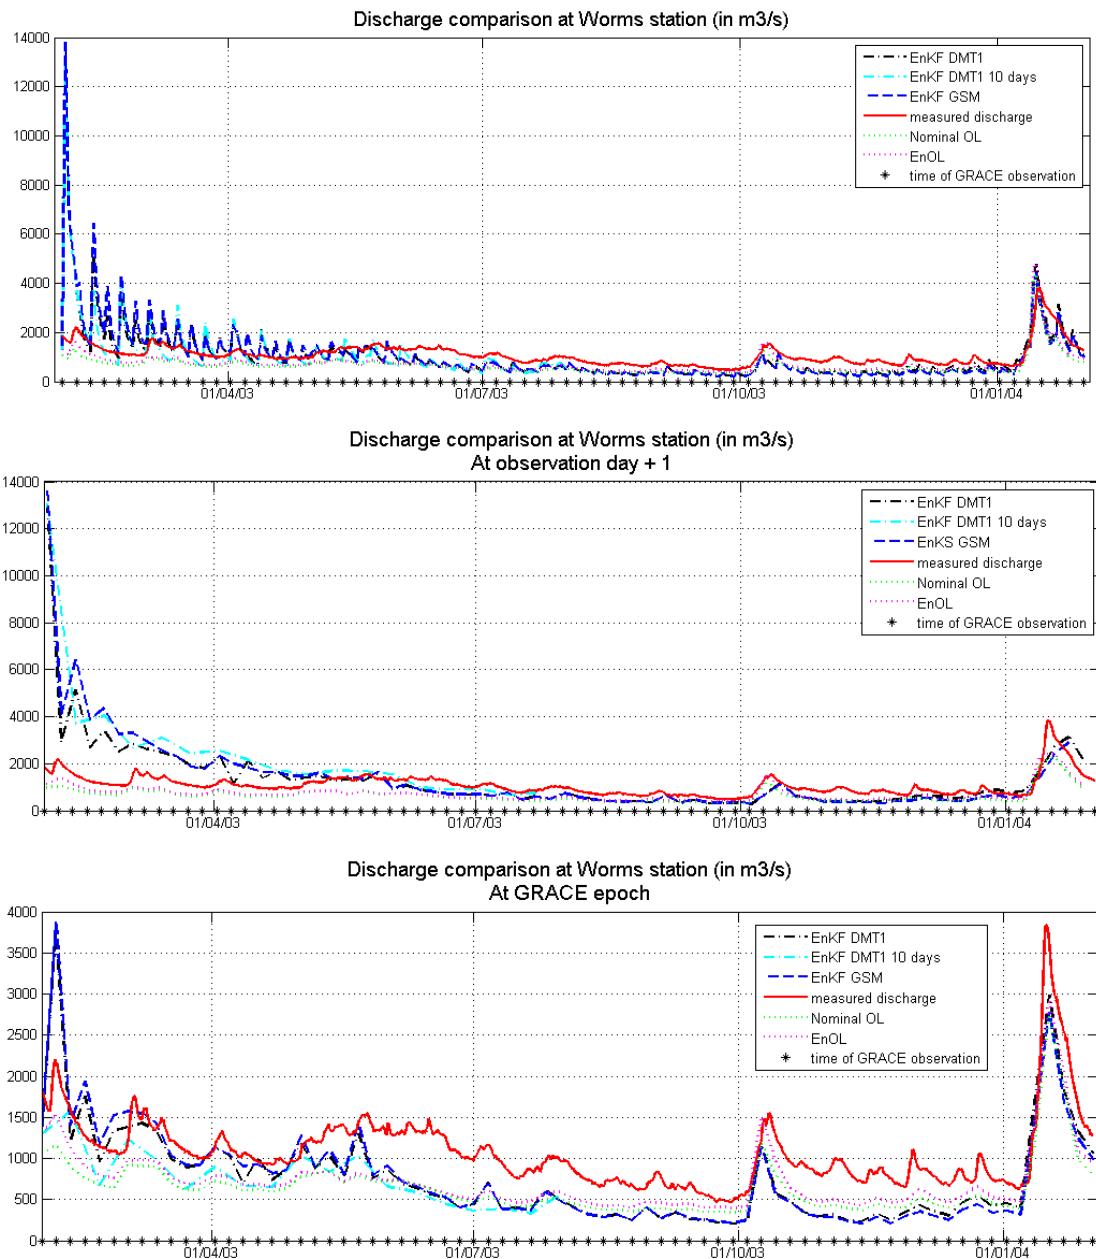 Discharge comparison at Worms station (in m3/s)
14000
12000
10000
8000
6000
4000
2000
0
01/04/03
01/07/03
01/10/03
01/01/04
EnKF DMT1
EnKF DMT1 10 days
EnKF GSM
measured discharge
Nominal OL
EnOL
time of GRACE observation
Discharge comparison at Worms station (in m3/s)
At observation day + 1
14000
12000
10000
8000
6000
4000
2000
0
01/04/03
01/07/03
01/10/03
01/01/04
EnKF DMT1
EnKF DMT1 10 days
EnKS GSM
measured discharge
Nominal OL
EnOL
time of GRACE observation
Discharge comparison at Worms station (in m3/s)
At GRACE epoch
4000
3500
3000
2500
2000
1500
1000
500
0
01/04/03
01/07/03
01/10/03
01/01/04
EnKF DMT1
EnKF DMT1 10 days
EnKF GSM
measured discharge
Nominal OL
EnOL
time of GRACE observation